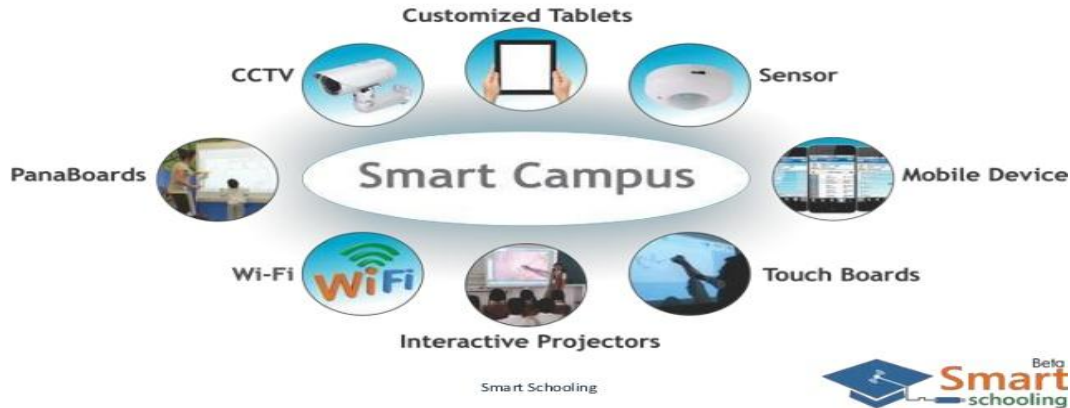 Customized Tablets
CCTV
Sensor
PanaBoards
Smart Campus
Mobile Device
Wi-Fi
WiFi
Touch Boards
Interactive Projectors
Smart Schooling
Beta
Smart
schooling